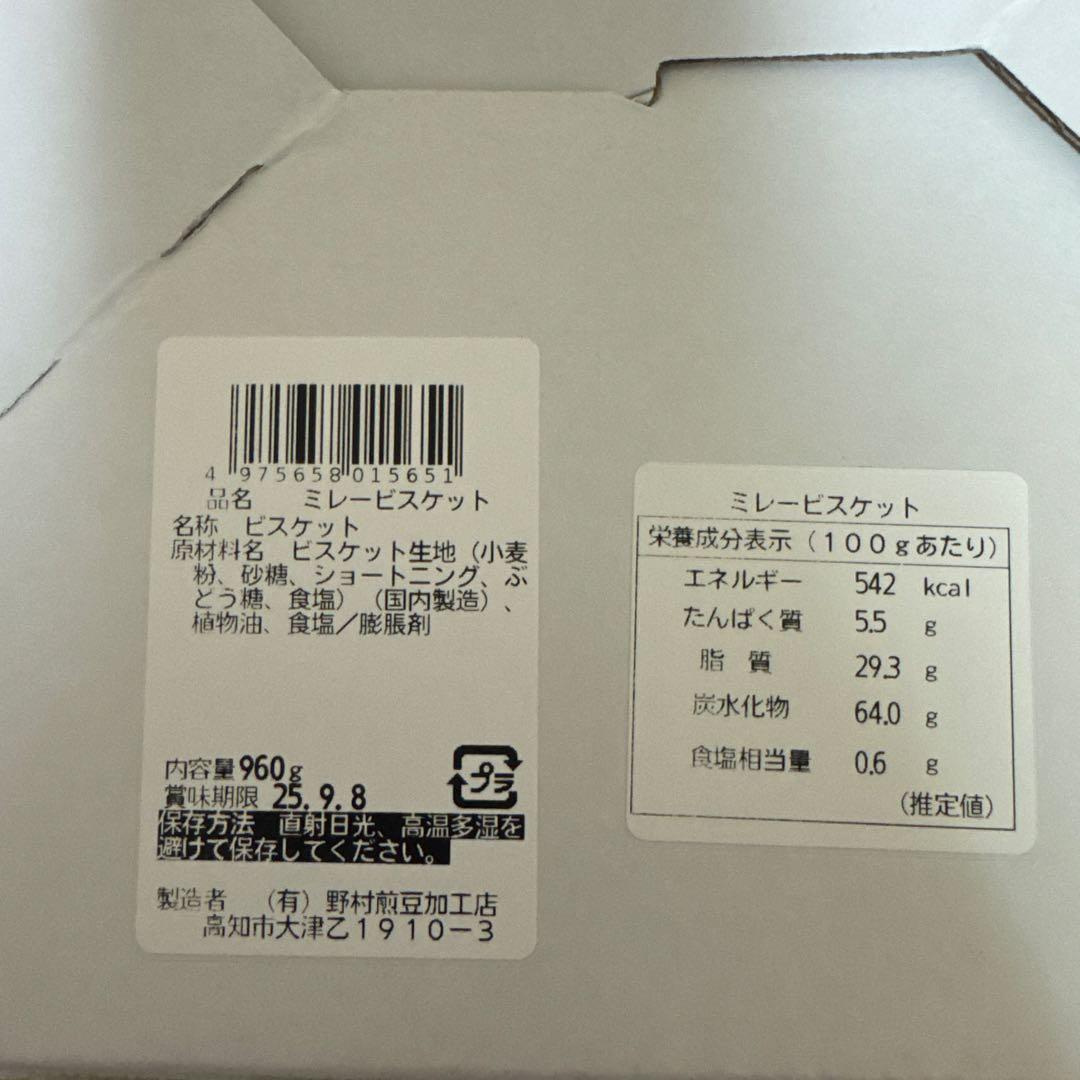 4 975658 015651
品名　ミレービスケット
名称　ビスケット
原材料名　ビスケット生地（小麦
粉、砂糖、ショートニング、ぶ
どう糖、食塩）（国内製造）、
植物油、食塩／膨脹剤
内容量 960g
プラ
賞味期限 25.9.8
保存方法　直射日光、高温多湿を
避けて保存してください。
製造者　（有）野村煎豆加工店
高知市大津乙１９１０－３
ミレービスケット
栄養成分表示（１００ｇあたり）
エネルギー 542 kcal
たんぱく質 5.5 g
脂　質 29.3 g
炭水化物 64.0 g
食塩相当量 0.6 g
（推定値）